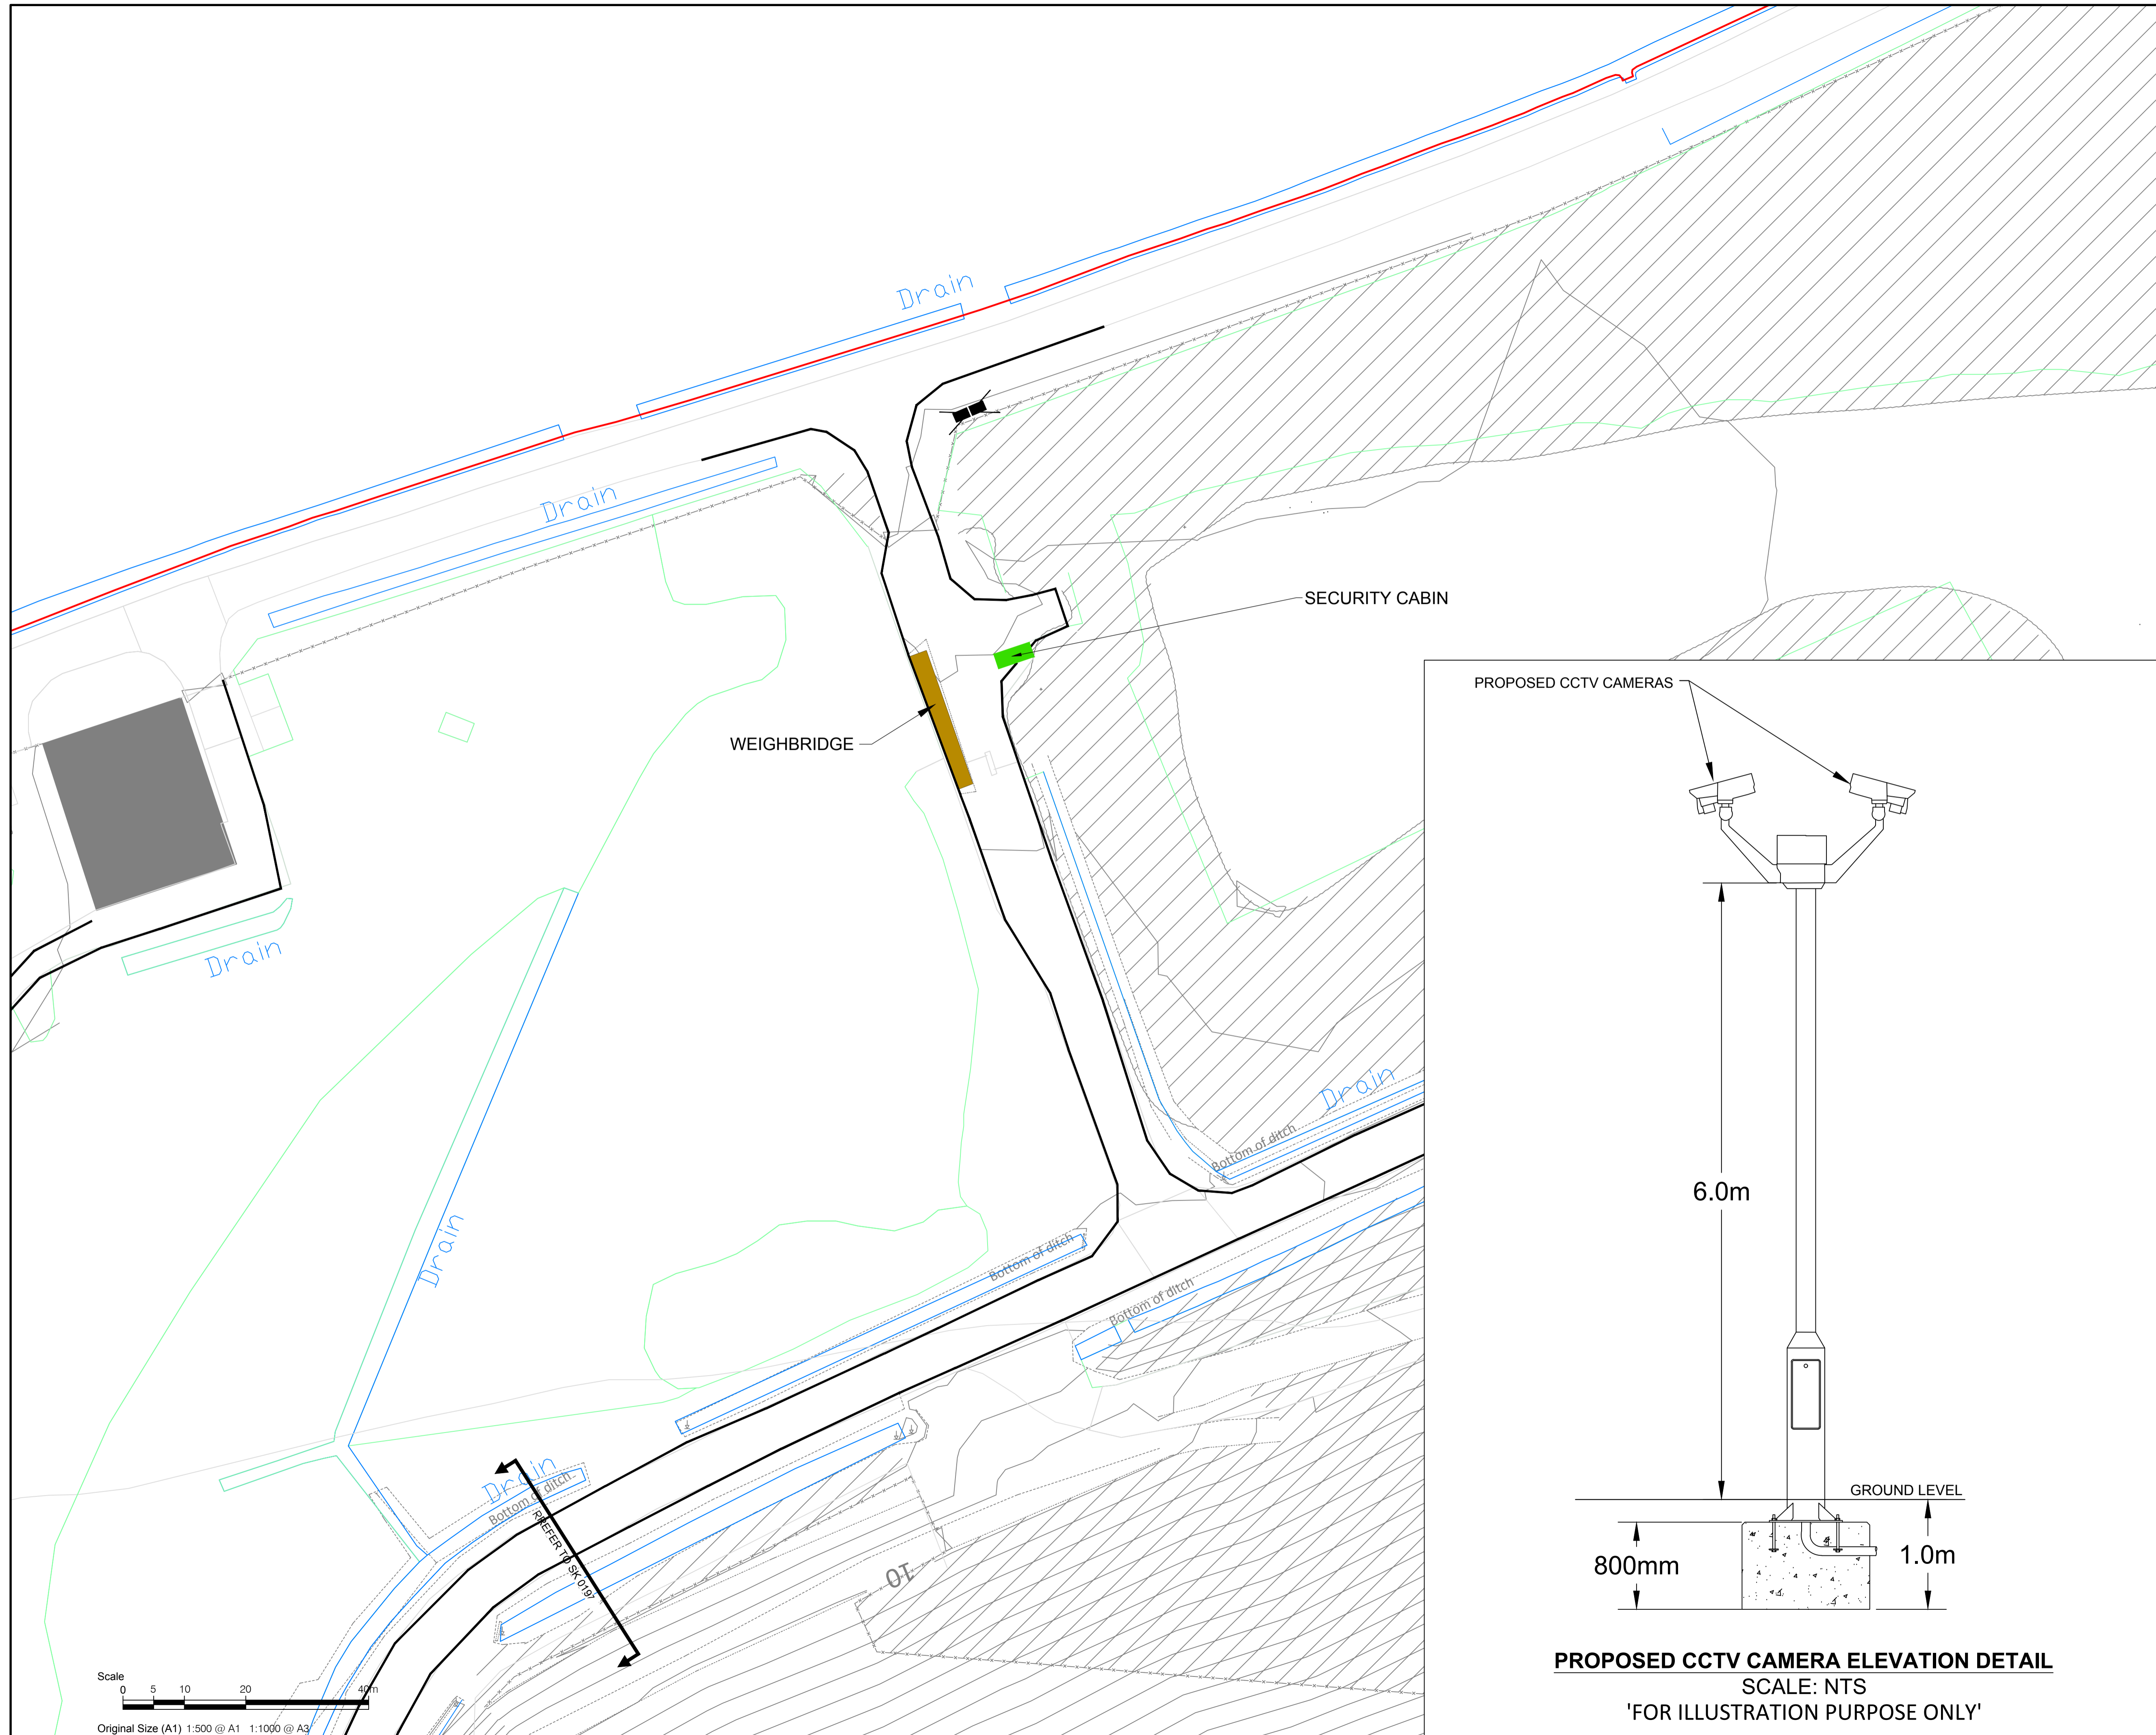 Drain
Drain
SECURITY CABIN
PROPOSED CCTV CAMERAS
WEIGHBRIDGE
Drain
Drain
Bottom of ditch
6.0m
Drain
Bottom of ditch
Bottom of ditch
Drain
Bottom of ditch
RREFER TO SK 0197
10
GROUND LEVEL
800mm
1.0m
PROPOSED CCTV CAMERA ELEVATION DETAIL
SCALE: NTS
'FOR ILLUSTRATION PURPOSE ONLY'
Scale
0 5 10 20 40m
Original Size (A1) 1:500 @ A1 1:1000 @ A3